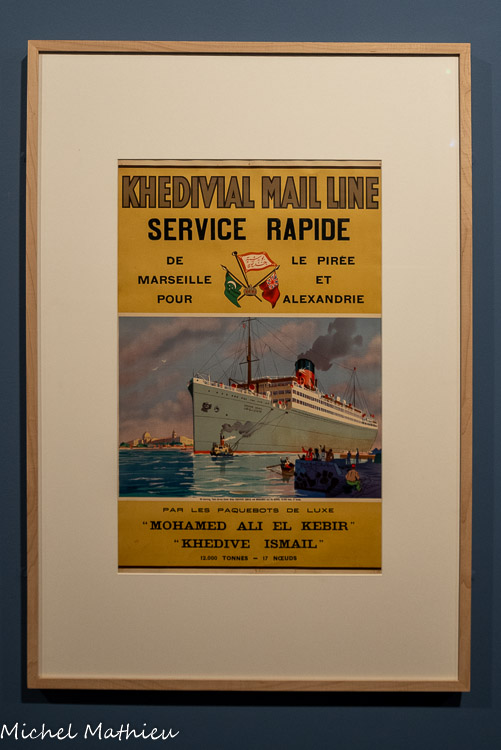 KHEDIVIAL MAIL LINE
SERVICE RAPIDE
DE
MARSEILLE
POUR
LE PIRÉE
ET
ALEXANDRIE
PAR LES PAQUEBOTS DE LUXE
"MOHAMED ALI EL KEBIR"
"KHEDIVE ISMAIL"
12.000 TONNES — 17 NŒUDS
Michel Mathieu